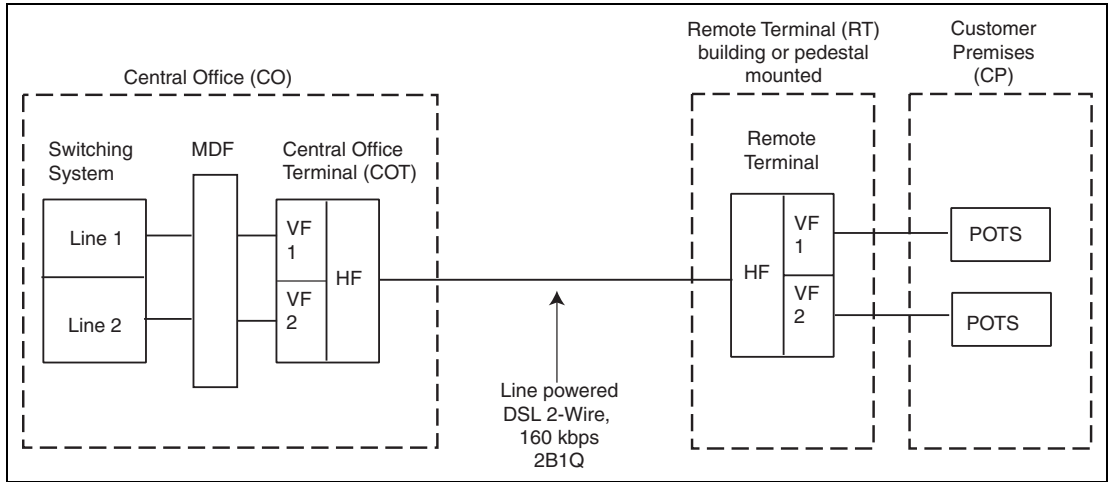 Central Office (CO)
Switching
System
MDF
Central Office
Terminal (COT)
Line 1
Line 2
VF
1
VF
2
HF
Line powered
DSL 2-Wire,
160 kbps
2B1Q
Remote Terminal (RT)
building or pedestal
mounted
Remote
Terminal
HF
VF
1
VF
2
Customer
Premises
(CP)
POTS
POTS